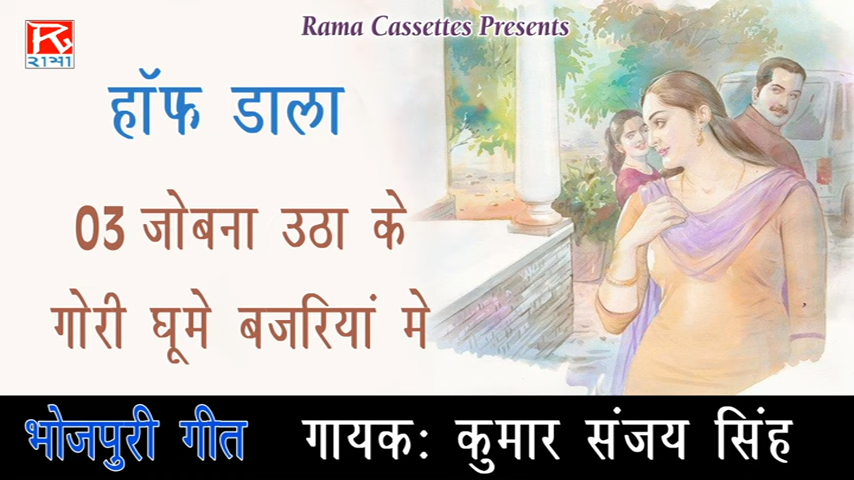 Rama Cassettes Presents
રામા
हॉफ डाला
03 जोबना उठा के
गोरी घूमे बजरियां मे
भोजपुरी गीत गायकः कुमार संजय सिंह